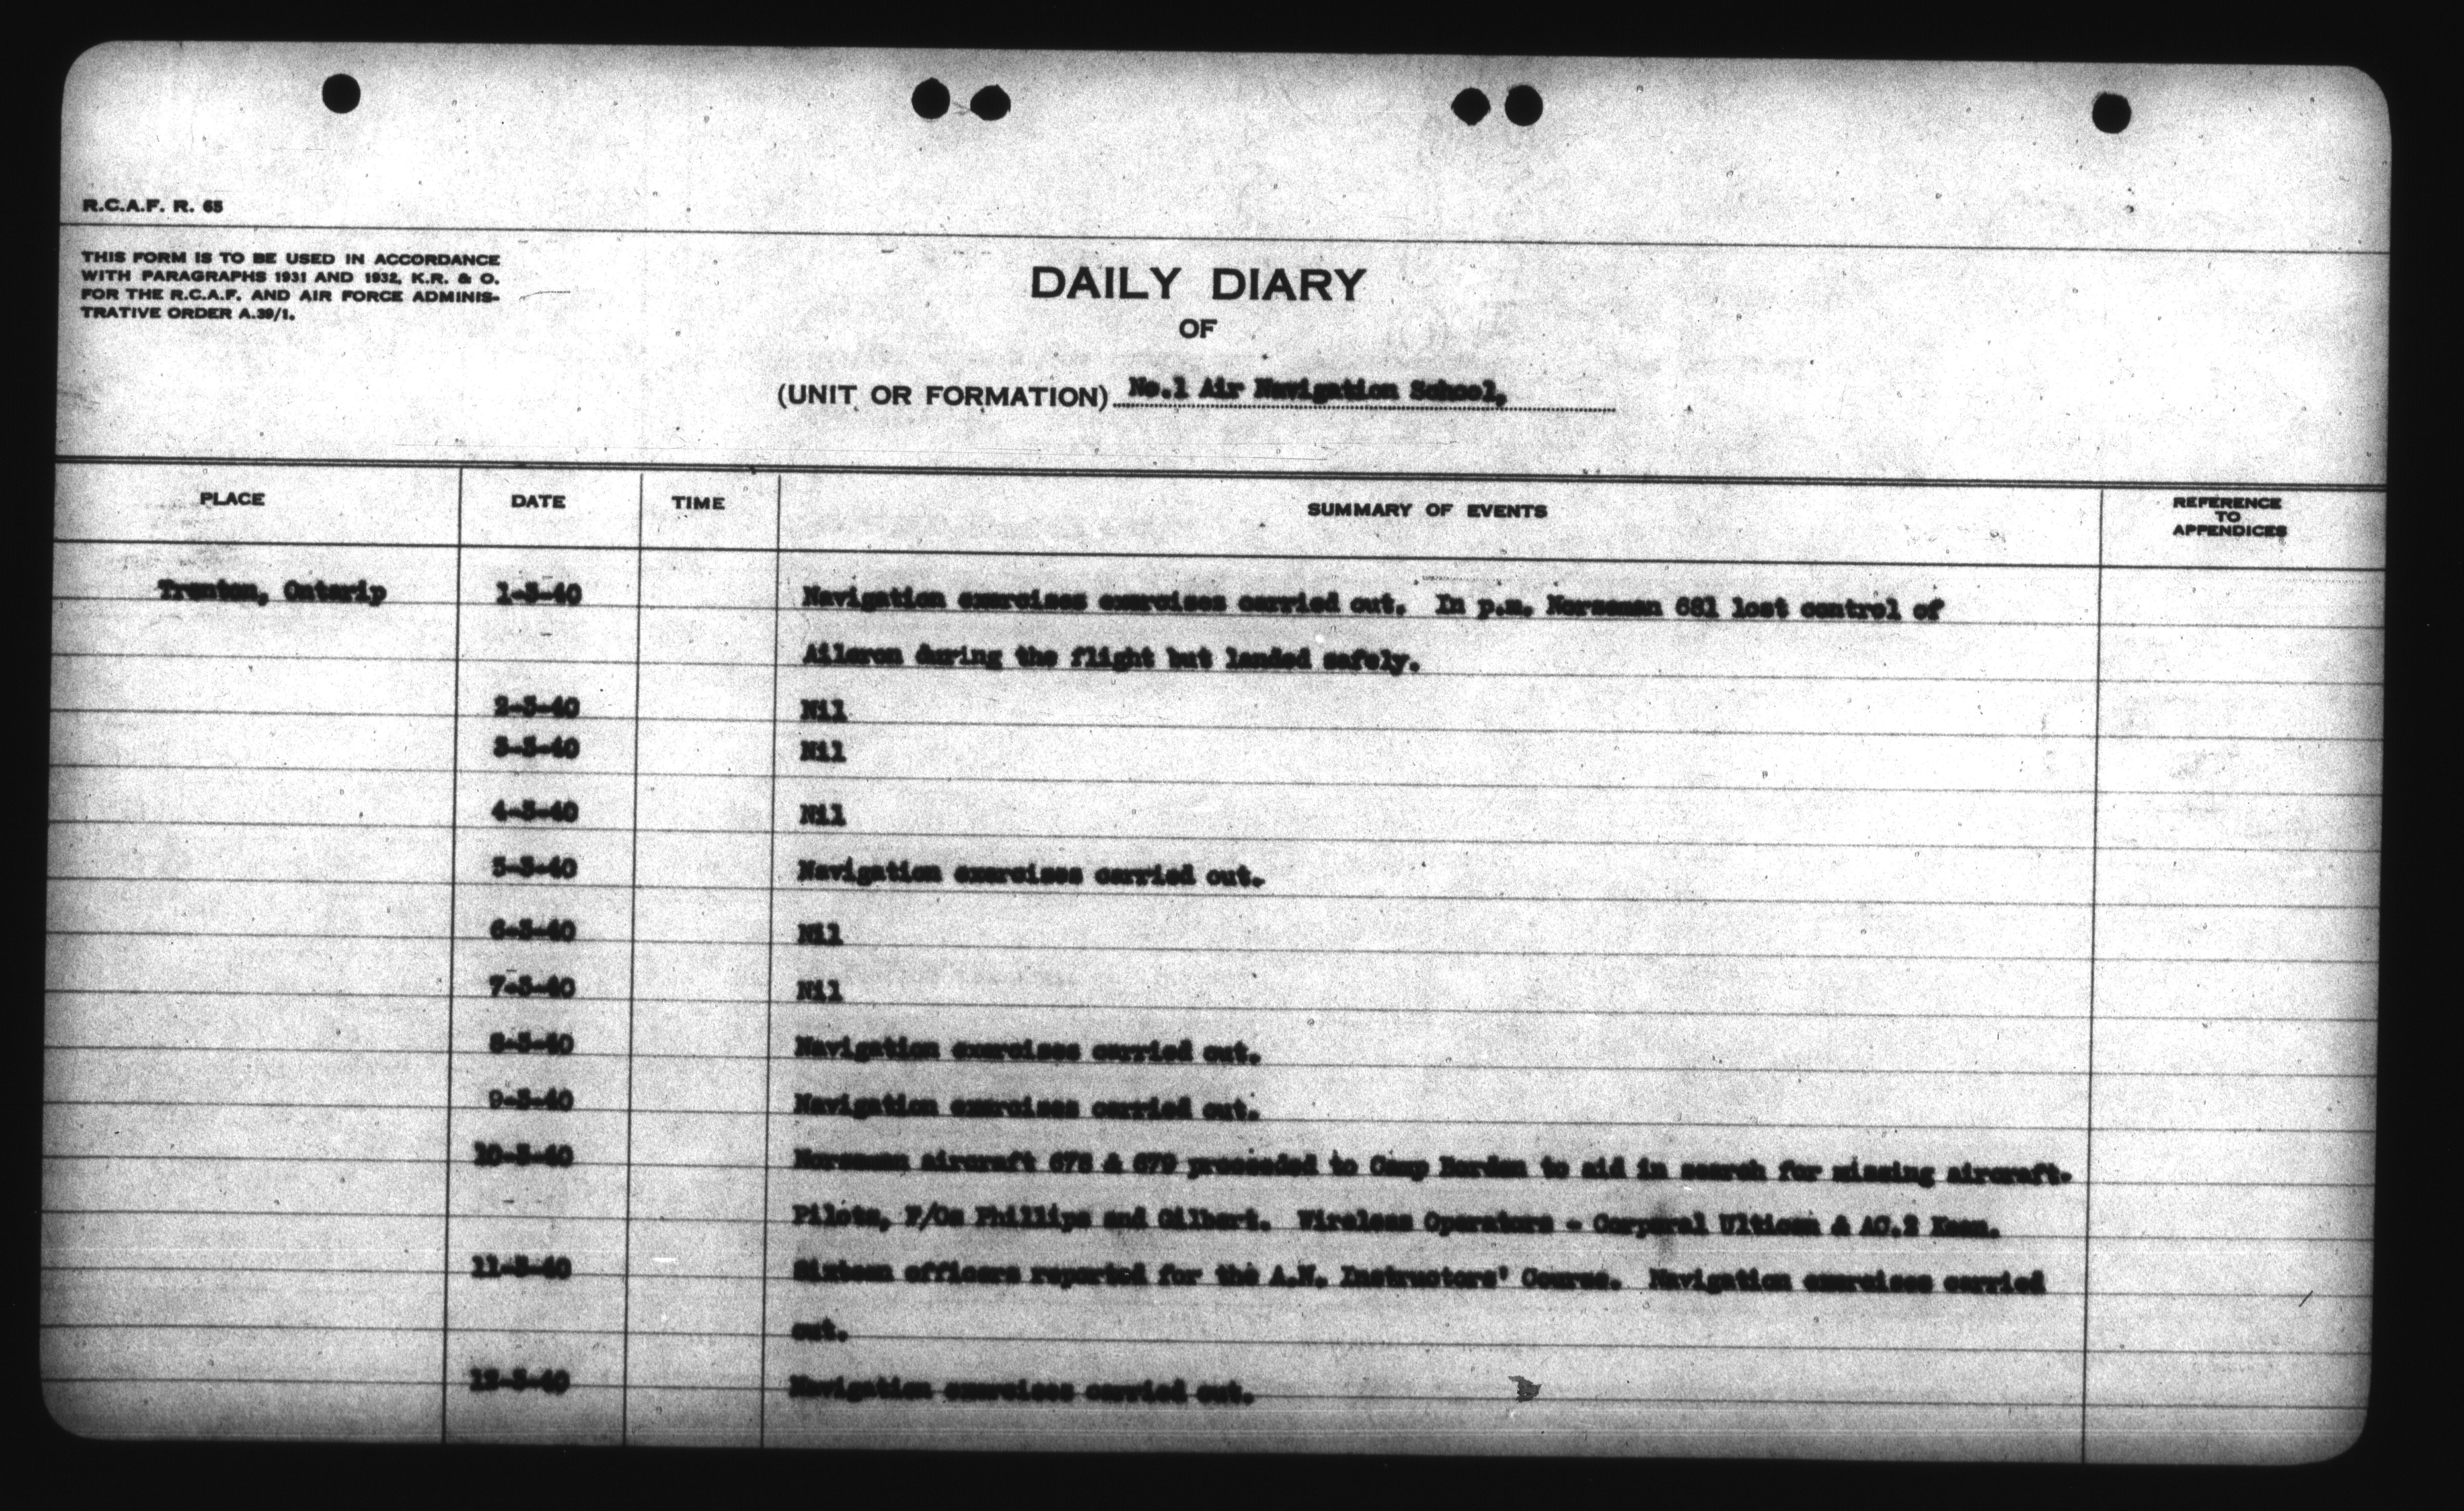 R.C.A.F. R. 65
THIS FORM IS TO BE USED IN ACCORDANCE
WITH PARAGRAPHS 1931 AND 1932, K.R. & O.
FOR THE R.C.A.F. AND AIR FORCE ADMINIS-
TRATIVE ORDER A.39/1.
DAILY DIARY
OF
(UNIT OR FORMATION) No.1 Air Navigation School,
PLACE DATE TIME SUMMARY OF EVENTS REFERENCE TO APPENDICES
Trenton, Ontarip 1-3-40 Navigation exercises exercises carried out. In p.m. Norseman 681 lost control of
Aileron during the flight but landed safely.
2-3-40 Nil
3-3-40 Nil
4-3-40 Nil
5-3-40 Navigation exercises carried out.
6-3-40 Nil
7-3-40 Nil
8-3-40 Navigation exercises carried out.
9-3-40 Navigation exercises carried out.
10-3-40 Norseman aircraft 678 & 679 proceeded to Camp Borden to aid in search for missing aircraft.
Pilots, F/Os Phillips and Gilbert. Wireless Operators - Corporal & AC.2
11-3-40 Sixteen officers reported for the A.N. Instructors' Course. Navigation exercises carried
out.
12-3-40 Navigation exercises carried out.